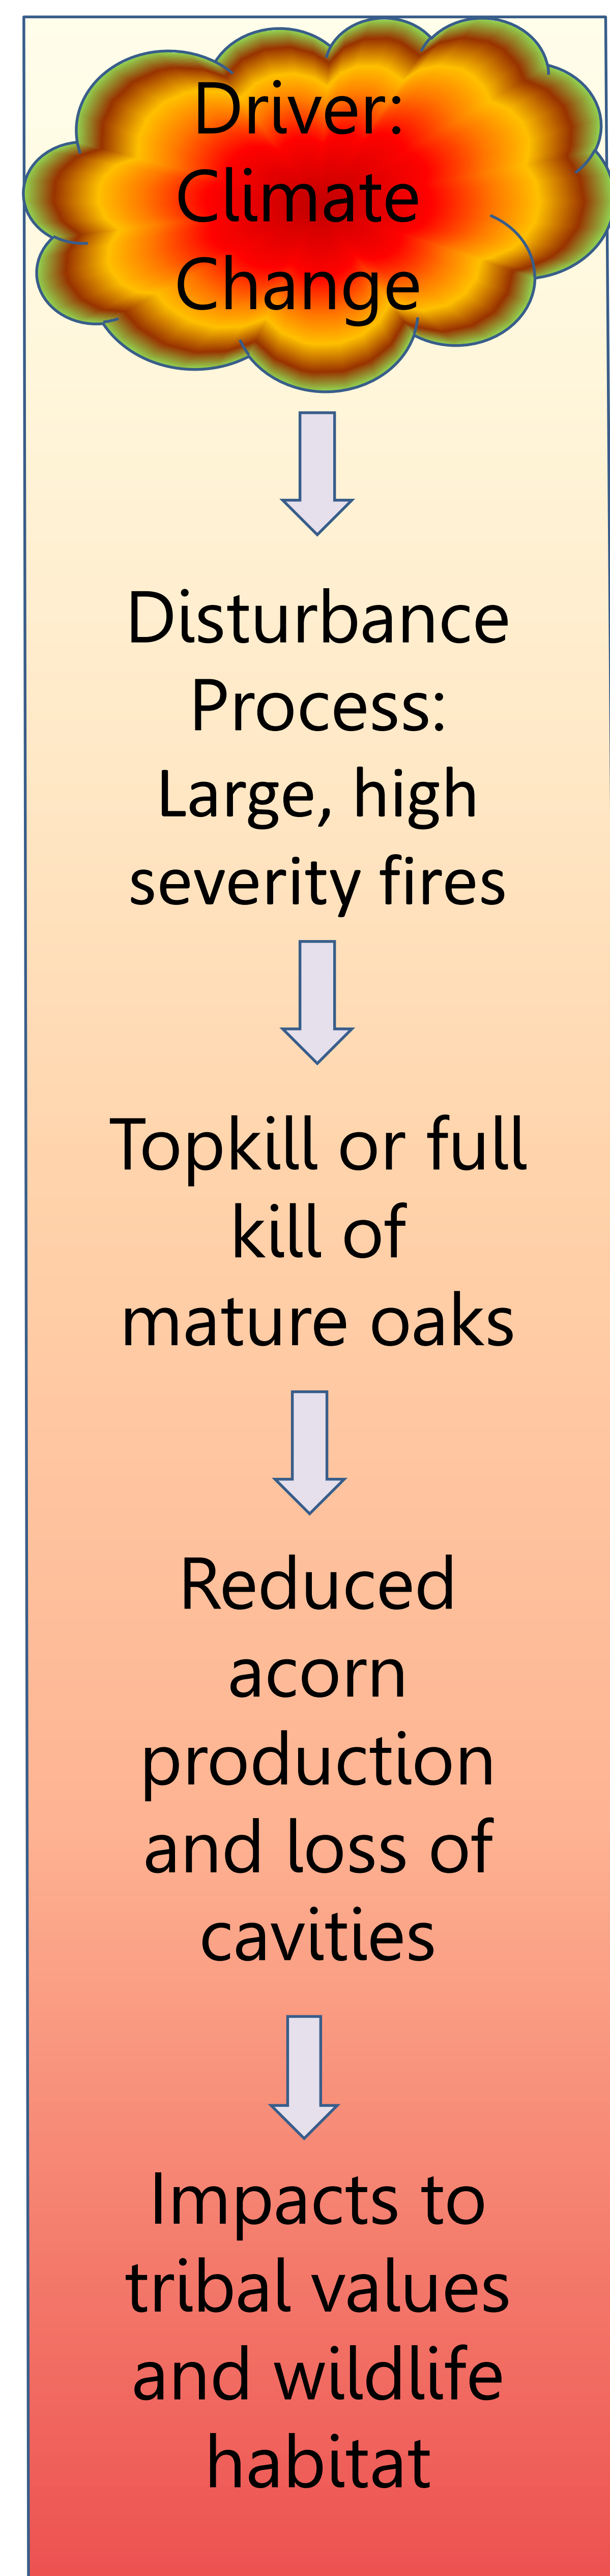 Driver:
Climate
Change
Disturbance
Process:
Large, high
severity fires
Topkill or full
kill of
mature oaks
Reduced
acorn
production
and loss of
cavities
Impacts to
tribal values
and wildlife
habitat